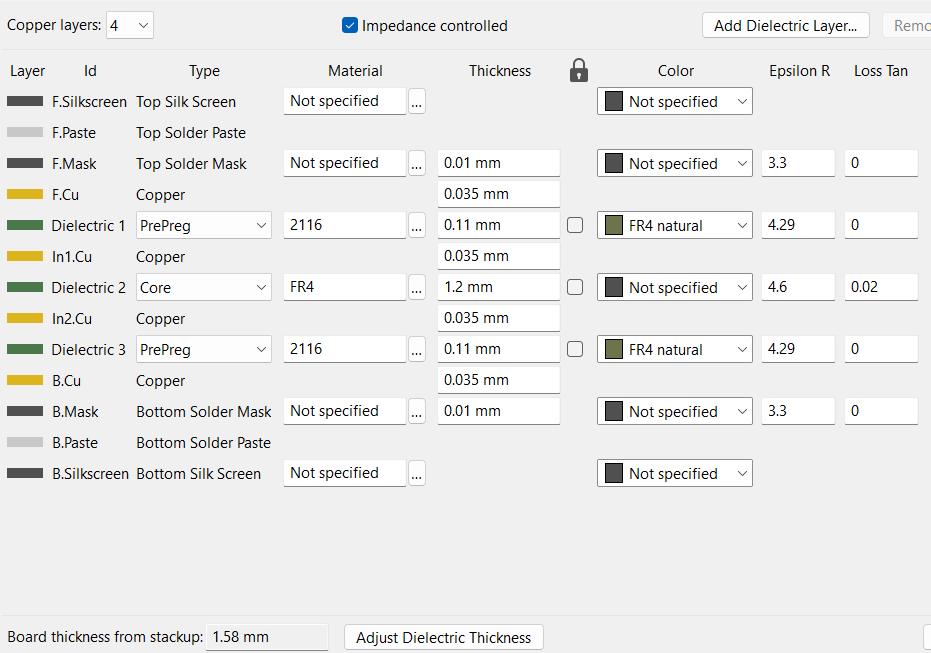 Copper layers: 4 Impedance controlled Add Dielectric Layer...
Layer Id Type Material Thickness Color Epsilon R Loss Tan
F.Silkscreen Top Silk Screen Not specified ... Not specified
F.Paste Top Solder Paste
F.Mask Top Solder Mask Not specified ... 0.01 mm Not specified 3.3 0
F.Cu Copper 0.035 mm
Dielectric 1 PrePreg 2116 ... 0.11 mm FR4 natural 4.29 0
In1.Cu Copper 0.035 mm
Dielectric 2 Core FR4 ... 1.2 mm Not specified 4.6 0.02
In2.Cu Copper 0.035 mm
Dielectric 3 PrePreg 2116 ... 0.11 mm FR4 natural 4.29 0
B.Cu Copper 0.035 mm
B.Mask Bottom Solder Mask Not specified ... 0.01 mm Not specified 3.3 0
B.Paste Bottom Solder Paste
B.Silkscreen Bottom Silk Screen Not specified ... Not specified
Board thickness from stackup: 1.58 mm Adjust Dielectric Thickness